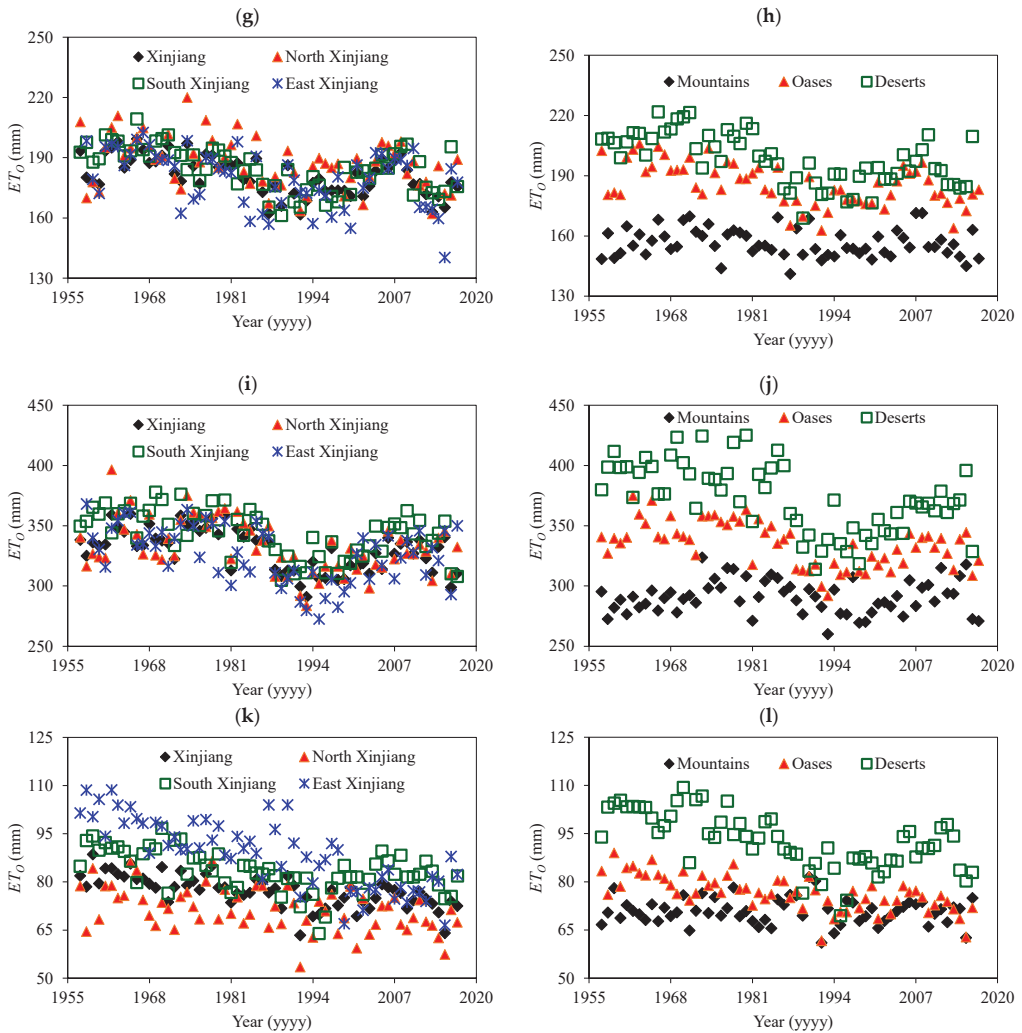 (g)
250
220
190
160
130
ET_O (mm)
Xinjiang
North Xinjiang
South Xinjiang
East Xinjiang
1955 1968 1981 1994 2007 2020
Year (yyyy)
(h)
250
220
190
160
130
ET_O (mm)
Mountains
Oases
Deserts
1955 1968 1981 1994 2007 2020
Year (yyyy)
(i)
450
400
350
300
250
ET_O (mm)
Xinjiang
North Xinjiang
South Xinjiang
East Xinjiang
1955 1968 1981 1994 2007 2020
Year (yyyy)
(j)
450
400
350
300
250
ET_O (mm)
Mountains
Oases
Deserts
1955 1968 1981 1994 2007 2020
Year (yyyy)
(k)
125
110
95
80
65
50
ET_O (mm)
Xinjiang
North Xinjiang
South Xinjiang
East Xinjiang
1955 1968 1981 1994 2007 2020
Year (yyyy)
(l)
125
110
95
80
65
50
ET_O (mm)
Mountains
Oases
Deserts
1955 1968 1981 1994 2007 2020
Year (yyyy)